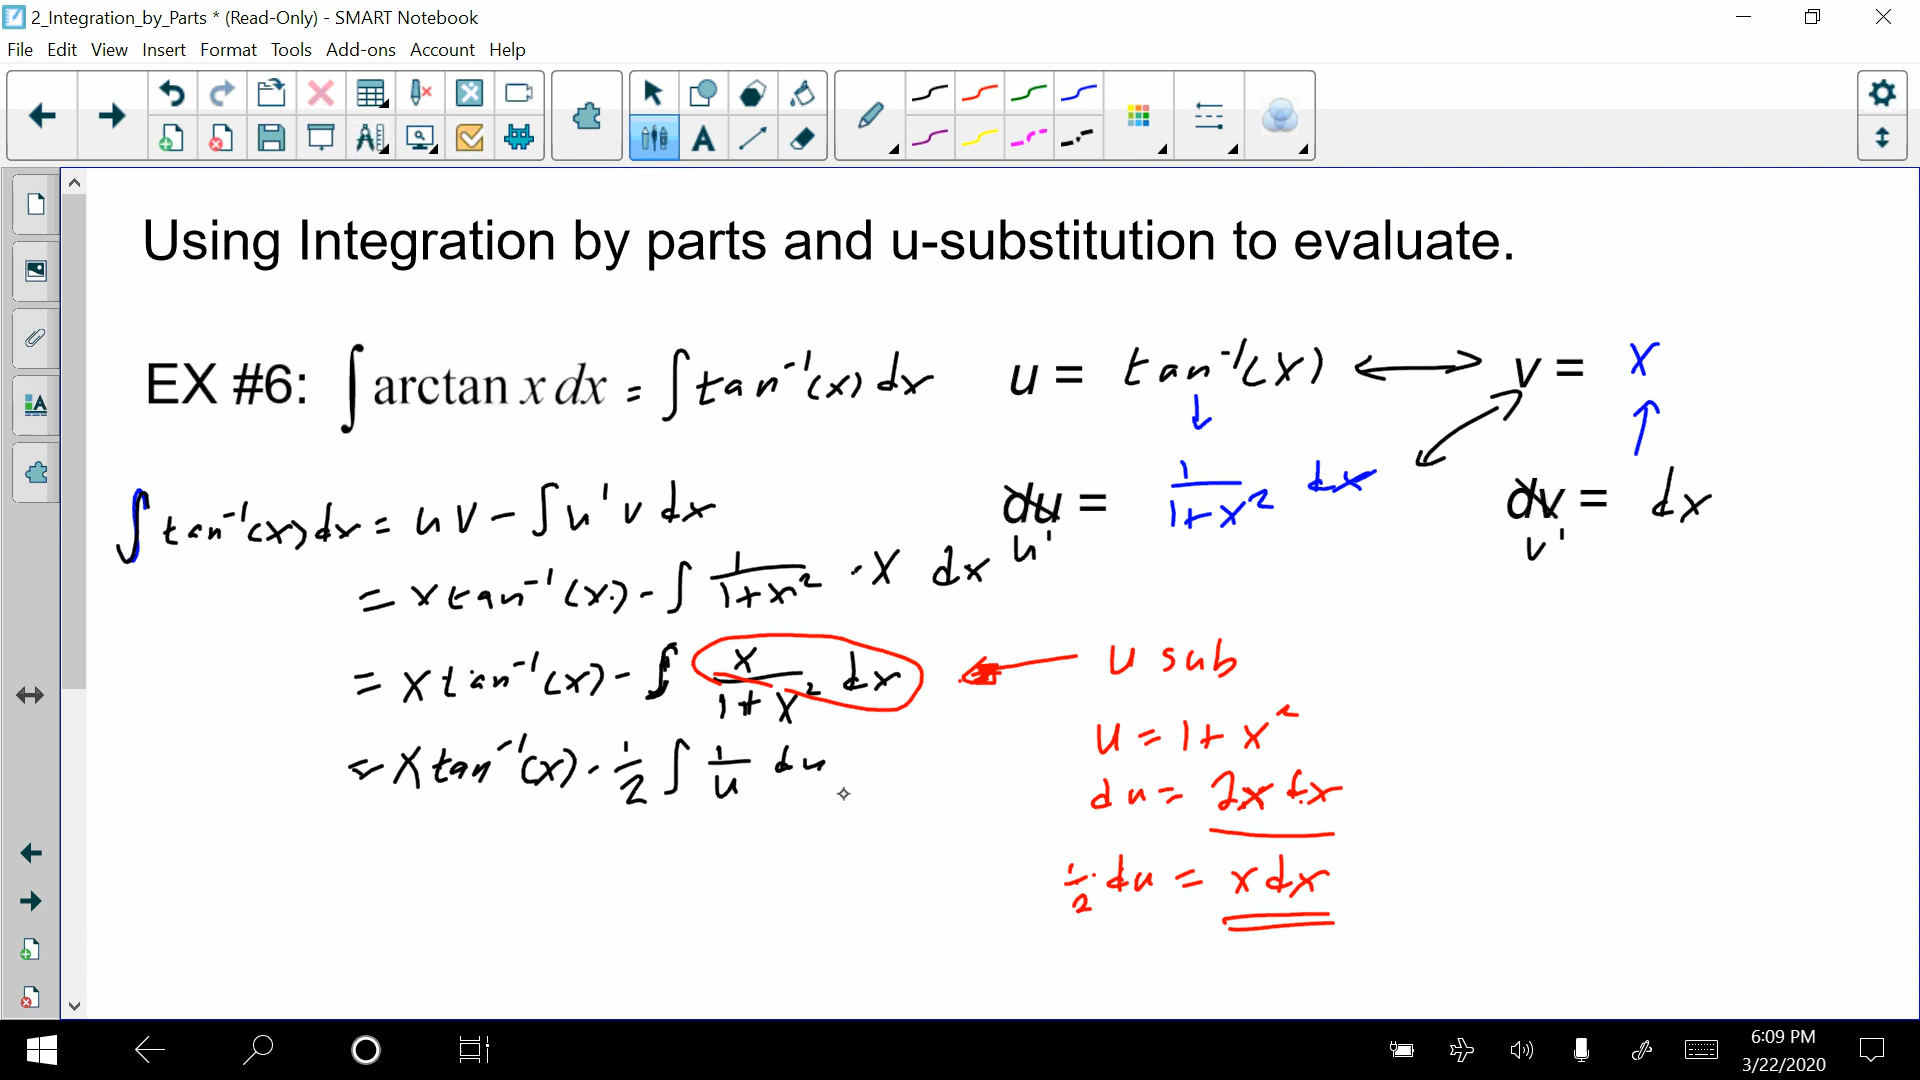 2_Integration_by_Parts * (Read-Only) - SMART Notebook
File Edit View Insert Format Tools Add-ons Account Help
Using Integration by parts and u-substitution to evaluate.
EX #6: ∫ arctan x dx = ∫ tan⁻¹(x) dx
u = tan⁻¹(x) ⟷ v = x
du = 1/(1+x²) dx
dv = dx
u'
v'
∫ tan⁻¹(x) dx = uv - ∫ u'v dx
= x tan⁻¹(x) - ∫ 1/(1+x²) · x dx
= x tan⁻¹(x) - ∫ x/(1+x²) dx
= x tan⁻¹(x) - 1/2 ∫ 1/u du
u sub
u = 1 + x²
du = 2x dx
1/2 · du = x dx
6:09 PM
3/22/2020